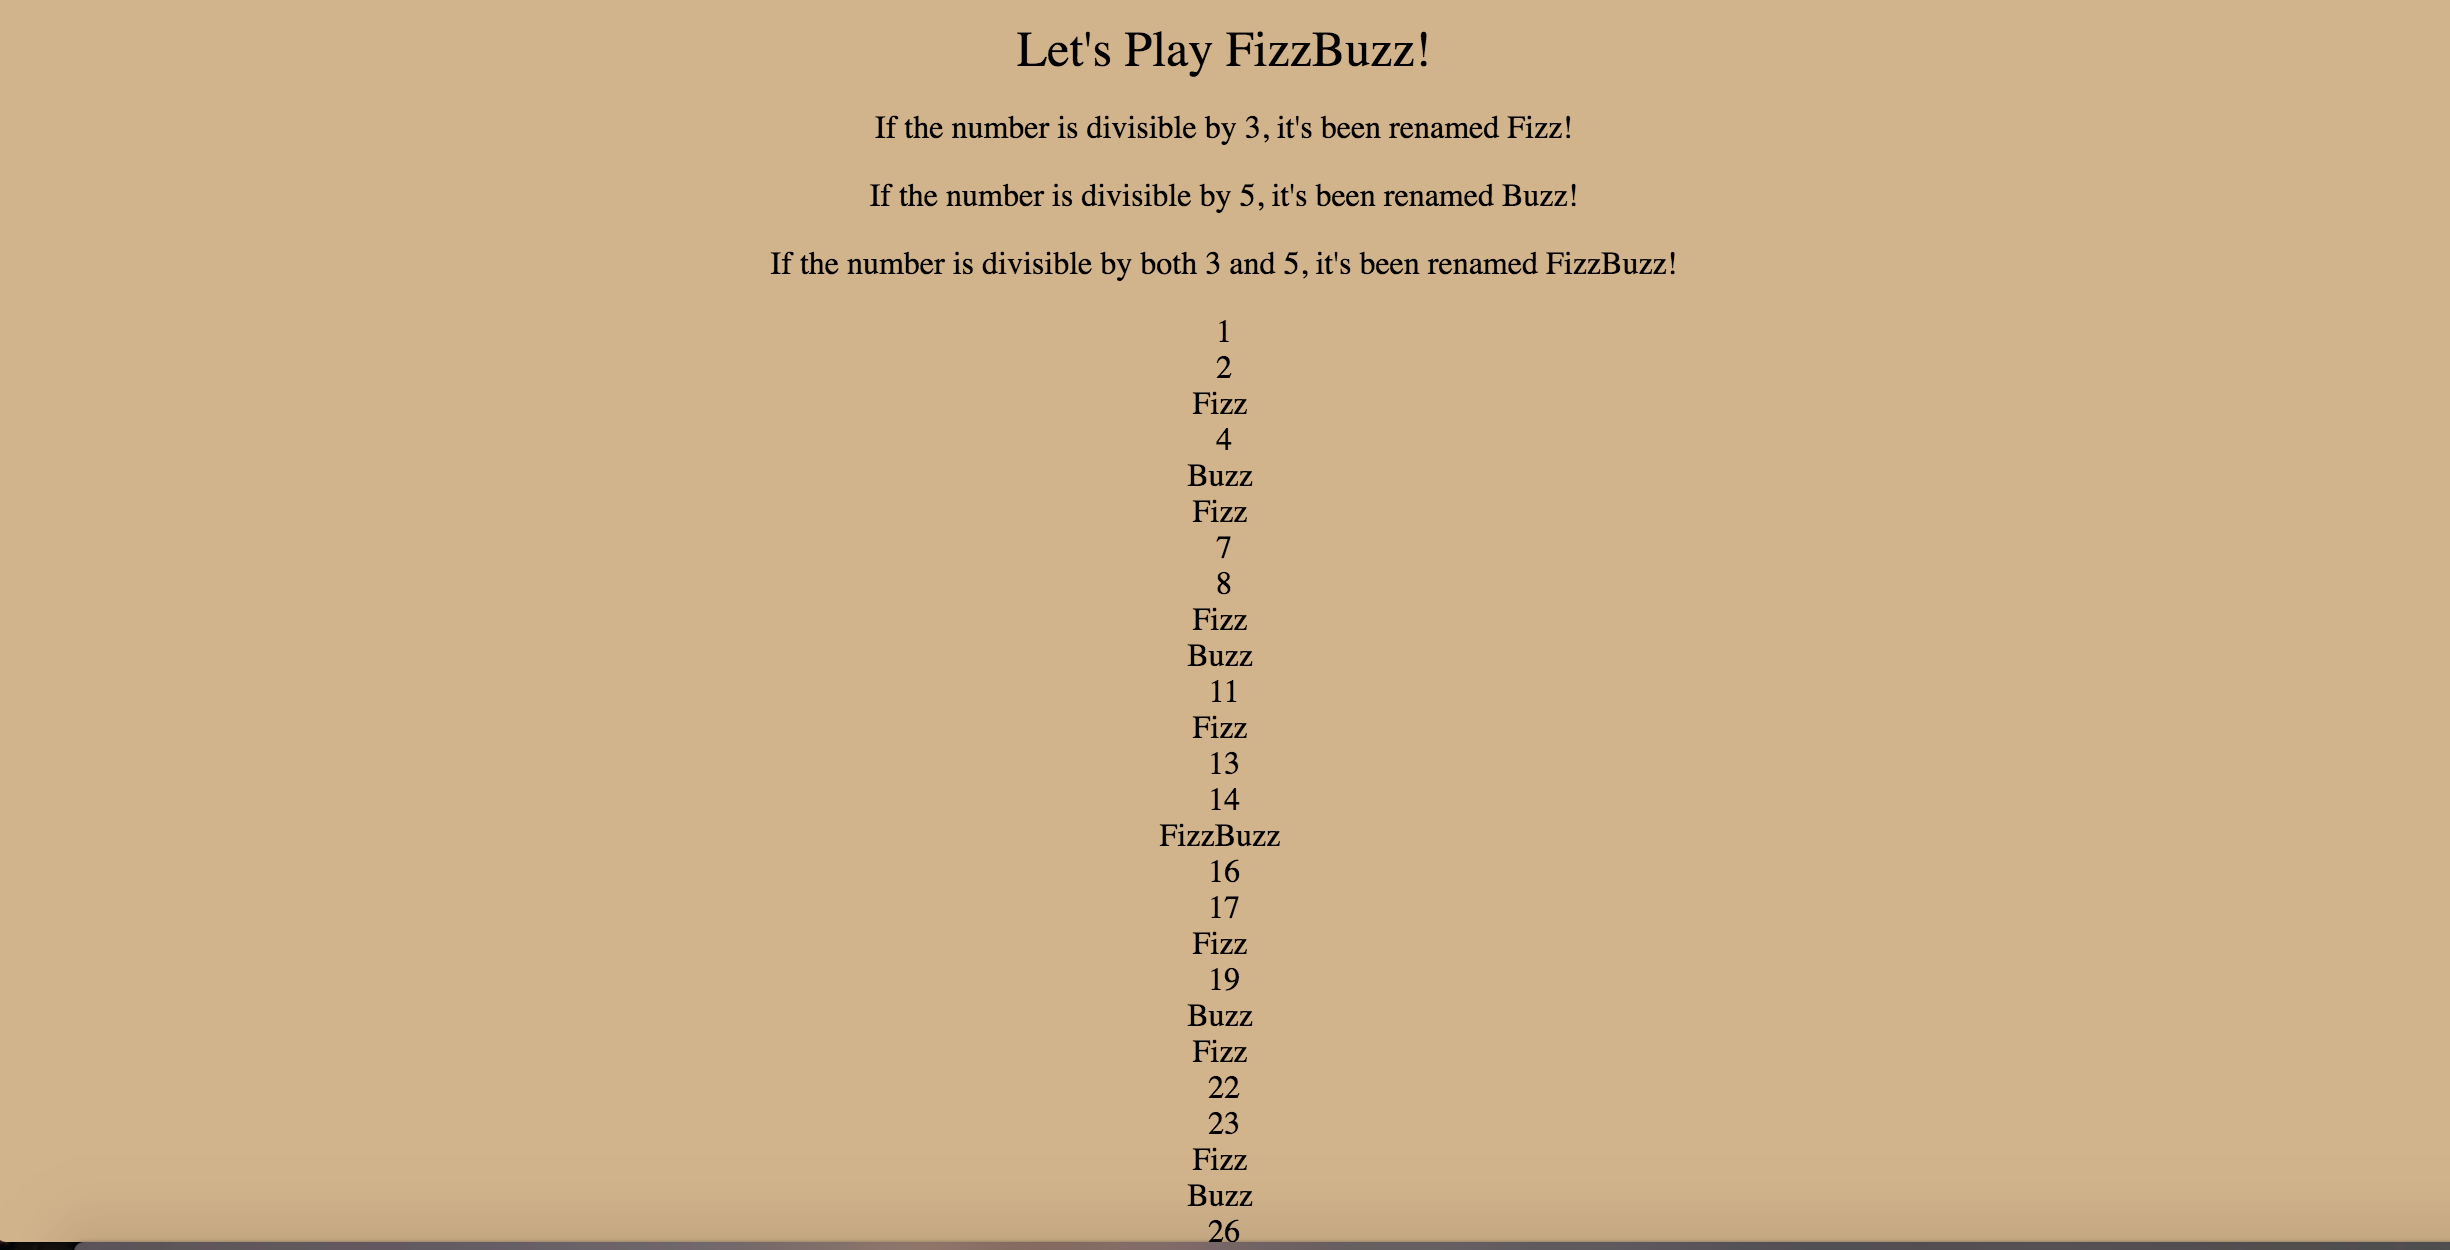 Let's Play FizzBuzz!
If the number is divisible by 3, it's been renamed Fizz!
If the number is divisible by 5, it's been renamed Buzz!
If the number is divisible by both 3 and 5, it's been renamed FizzBuzz!
1
2
Fizz
4
Buzz
Fizz
7
8
Fizz
Buzz
11
Fizz
13
14
FizzBuzz
16
17
Fizz
19
Buzz
Fizz
22
23
Fizz
Buzz
26